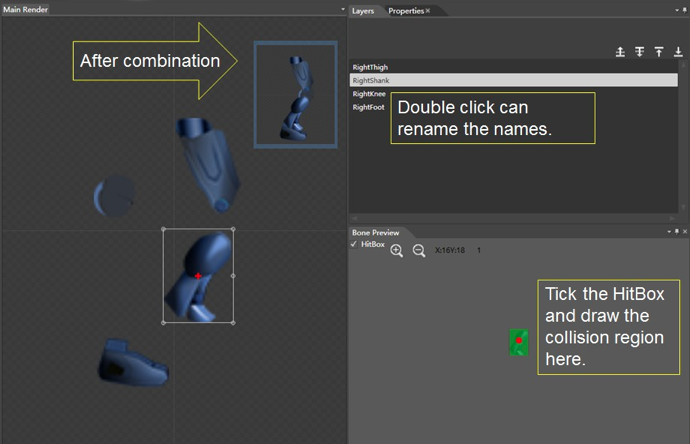 Main Render
After combination
Layers
Properties
RightThigh
RightShank
RightKnee
RightFoot
Double click can
rename the names.
Bone Preview
HitBox
X:16Y:18
1
Tick the HitBox
and draw the
collision region
here.